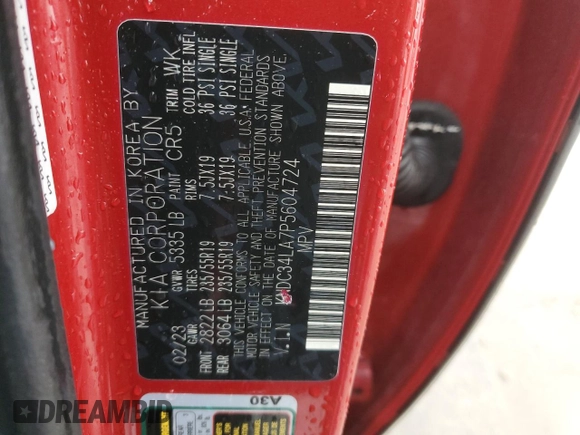 MANUFACTURED IN KOREA BY
KIA CORPORATION
02/23 GVWR 5335 LB PAINT CR5 TRIM WK
GAWR TIRES RIMS COLD TIRE INFL
FRONT 2822 LB 235/55R19 7.5JX19 36 PSI SINGLE
REAR 3064 LB 235/55R19 7.5JX19 36 PSI SINGLE
THIS VEHICLE CONFORMS TO ALL APPLICABLE U.S.A. FEDERAL
MOTOR VEHICLE SAFETY AND THEFT PREVENTION STANDARDS
IN EFFECT ON THE DATE OF MANUFACTURE SHOWN ABOVE.
V.I.N KNDC34LA7P5604724
MPV
A30
DREAMBID